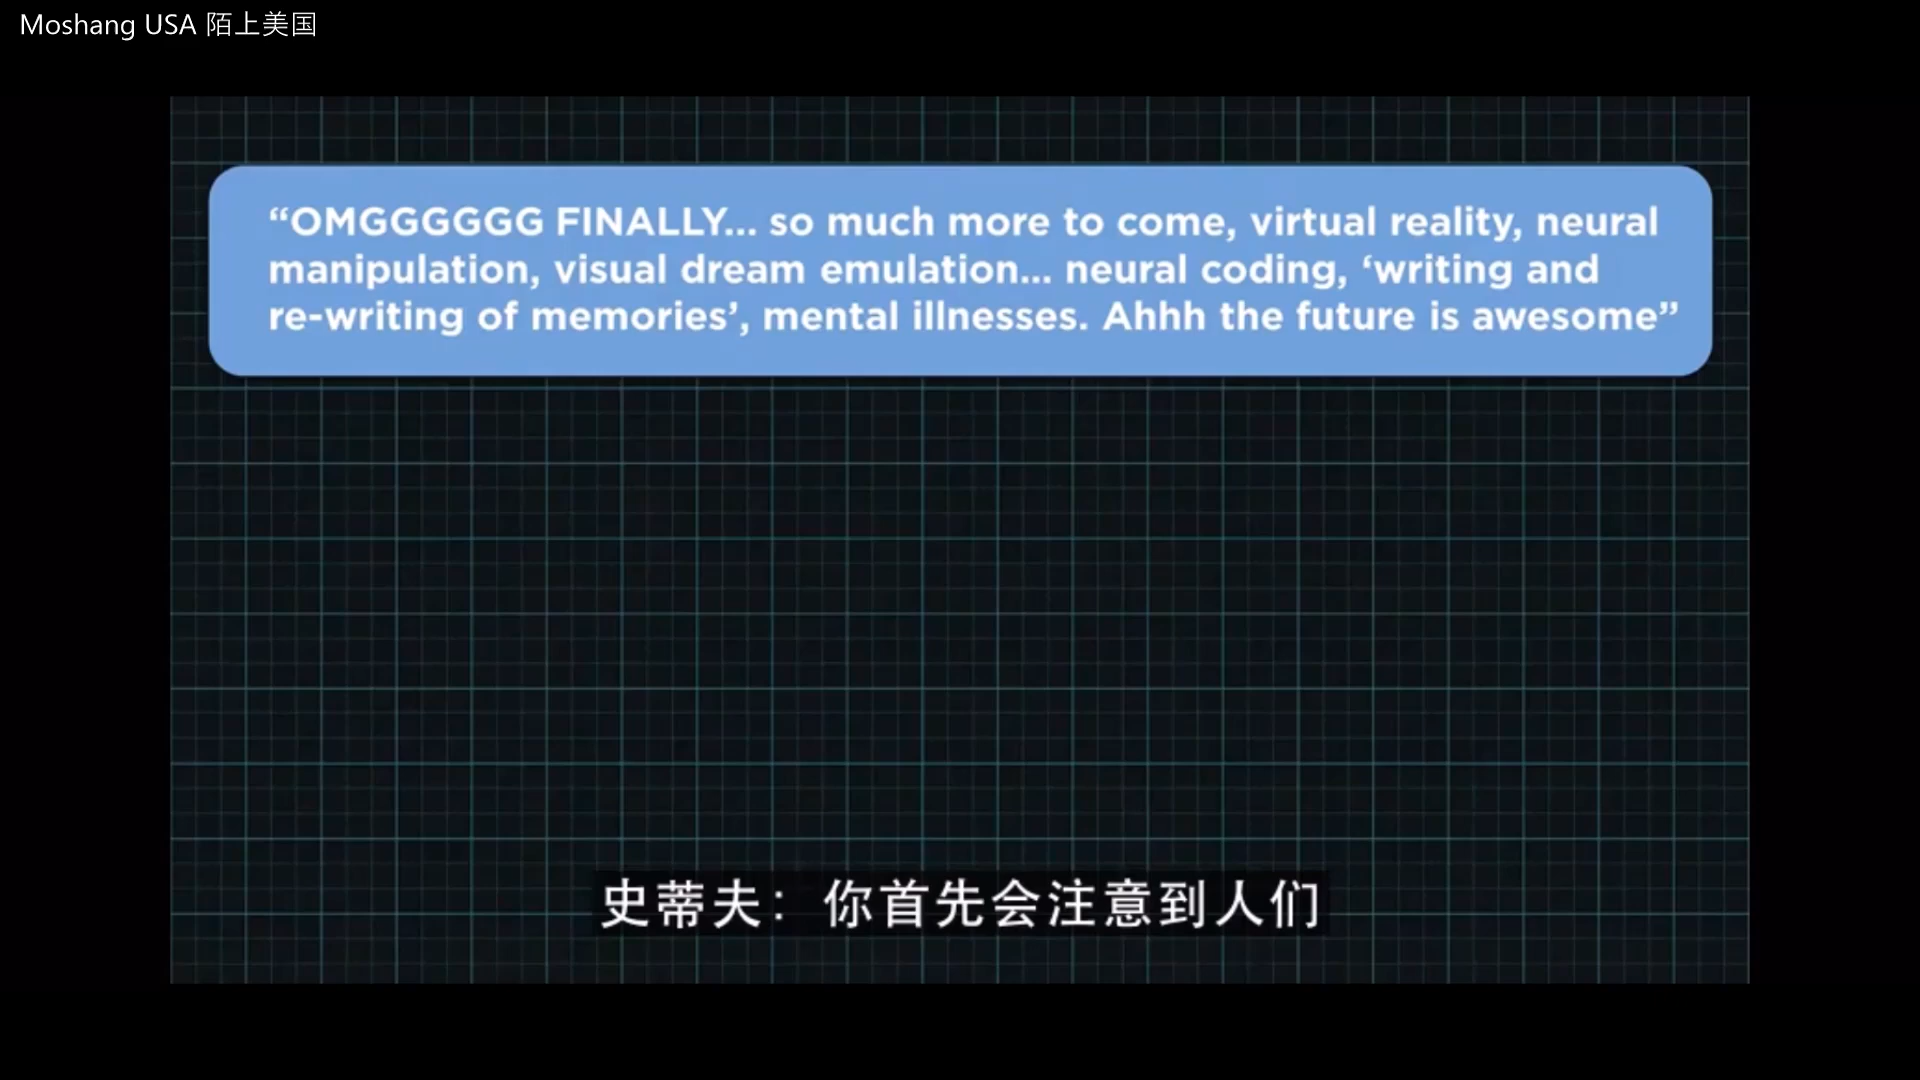 Moshang USA 陌上美国
“OMGGGGGG FINALLY... so much more to come, virtual reality, neural
manipulation, visual dream emulation... neural coding, ‘writing and
re-writing of memories’, mental illnesses. Ahhh the future is awesome”
史蒂夫：你首先会注意到人们